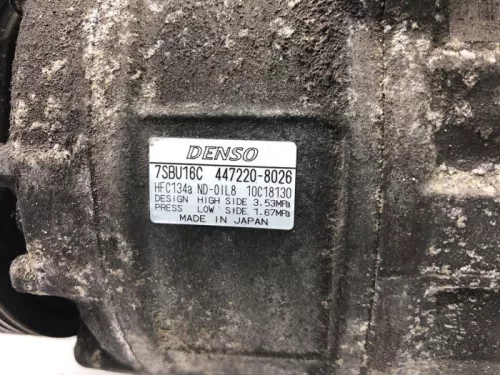 DENSO
7SBU16C 447220-8026
HFC134a ND-OIL8 10C18130
DESIGN HIGH SIDE 3.53MPa
PRESS LOW SIDE 1.67MPa
MADE IN JAPAN